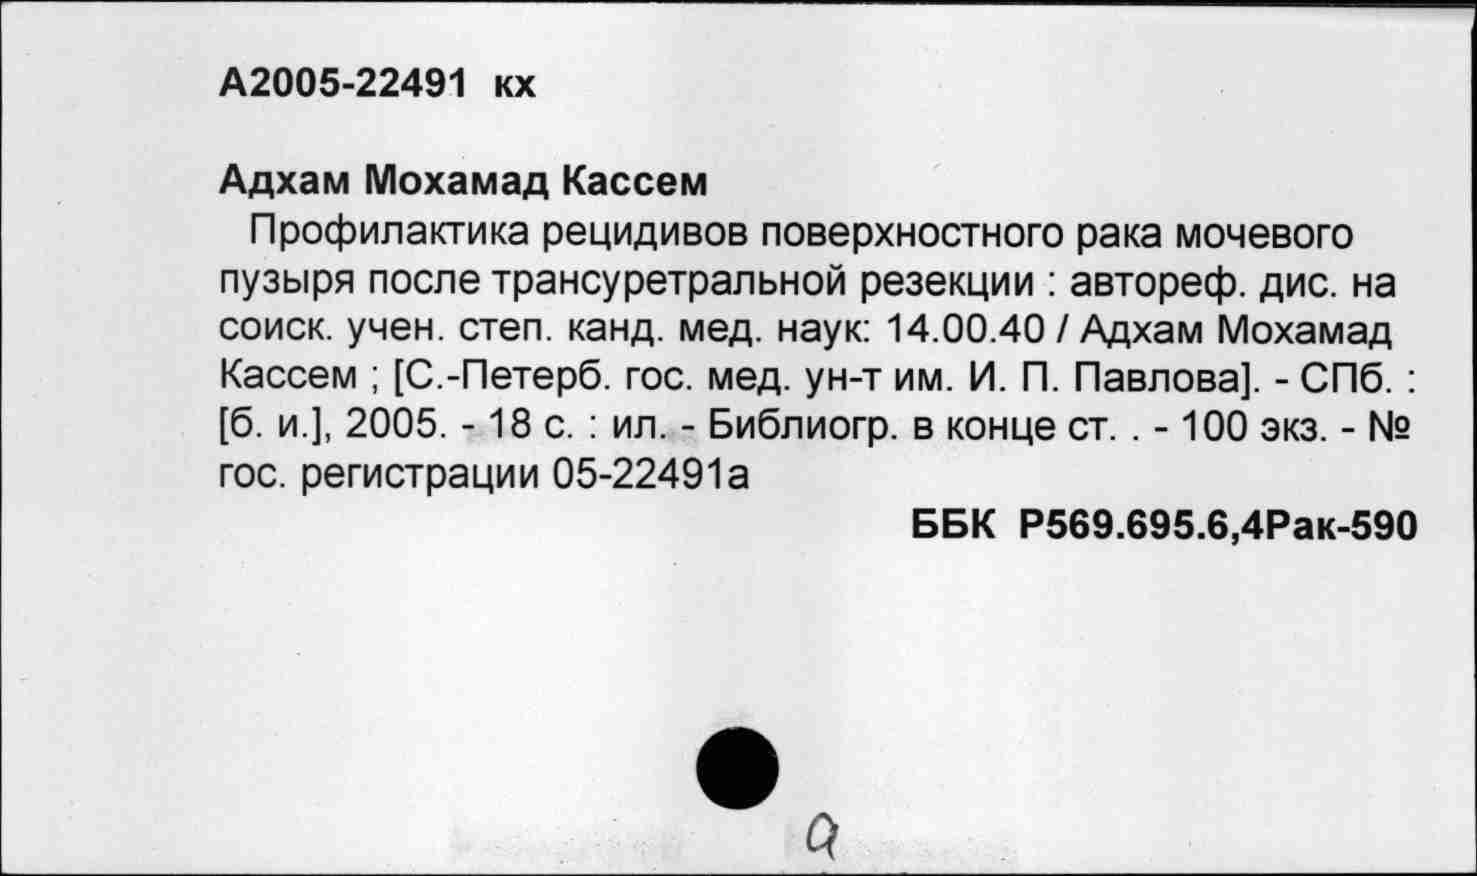 А2005-22491 кх
Адхам Мохамад Кассем
Профилактика рецидивов поверхностного рака мочевого
пузыря после трансуретральной резекции : автореф. дис. на
соиск. учен. степ. канд. мед. наук: 14.00.40 / Адхам Мохамад
Кассем ; [С.-Петерб. гос. мед. ун-т им. И. П. Павлова]. - СПб. :
[б. и.], 2005. - 18 с. : ил. - Библиогр. в конце ст. . - 100 экз. - №
гос. регистрации 05-22491а
ББК Р569.695.6,4Рак-590